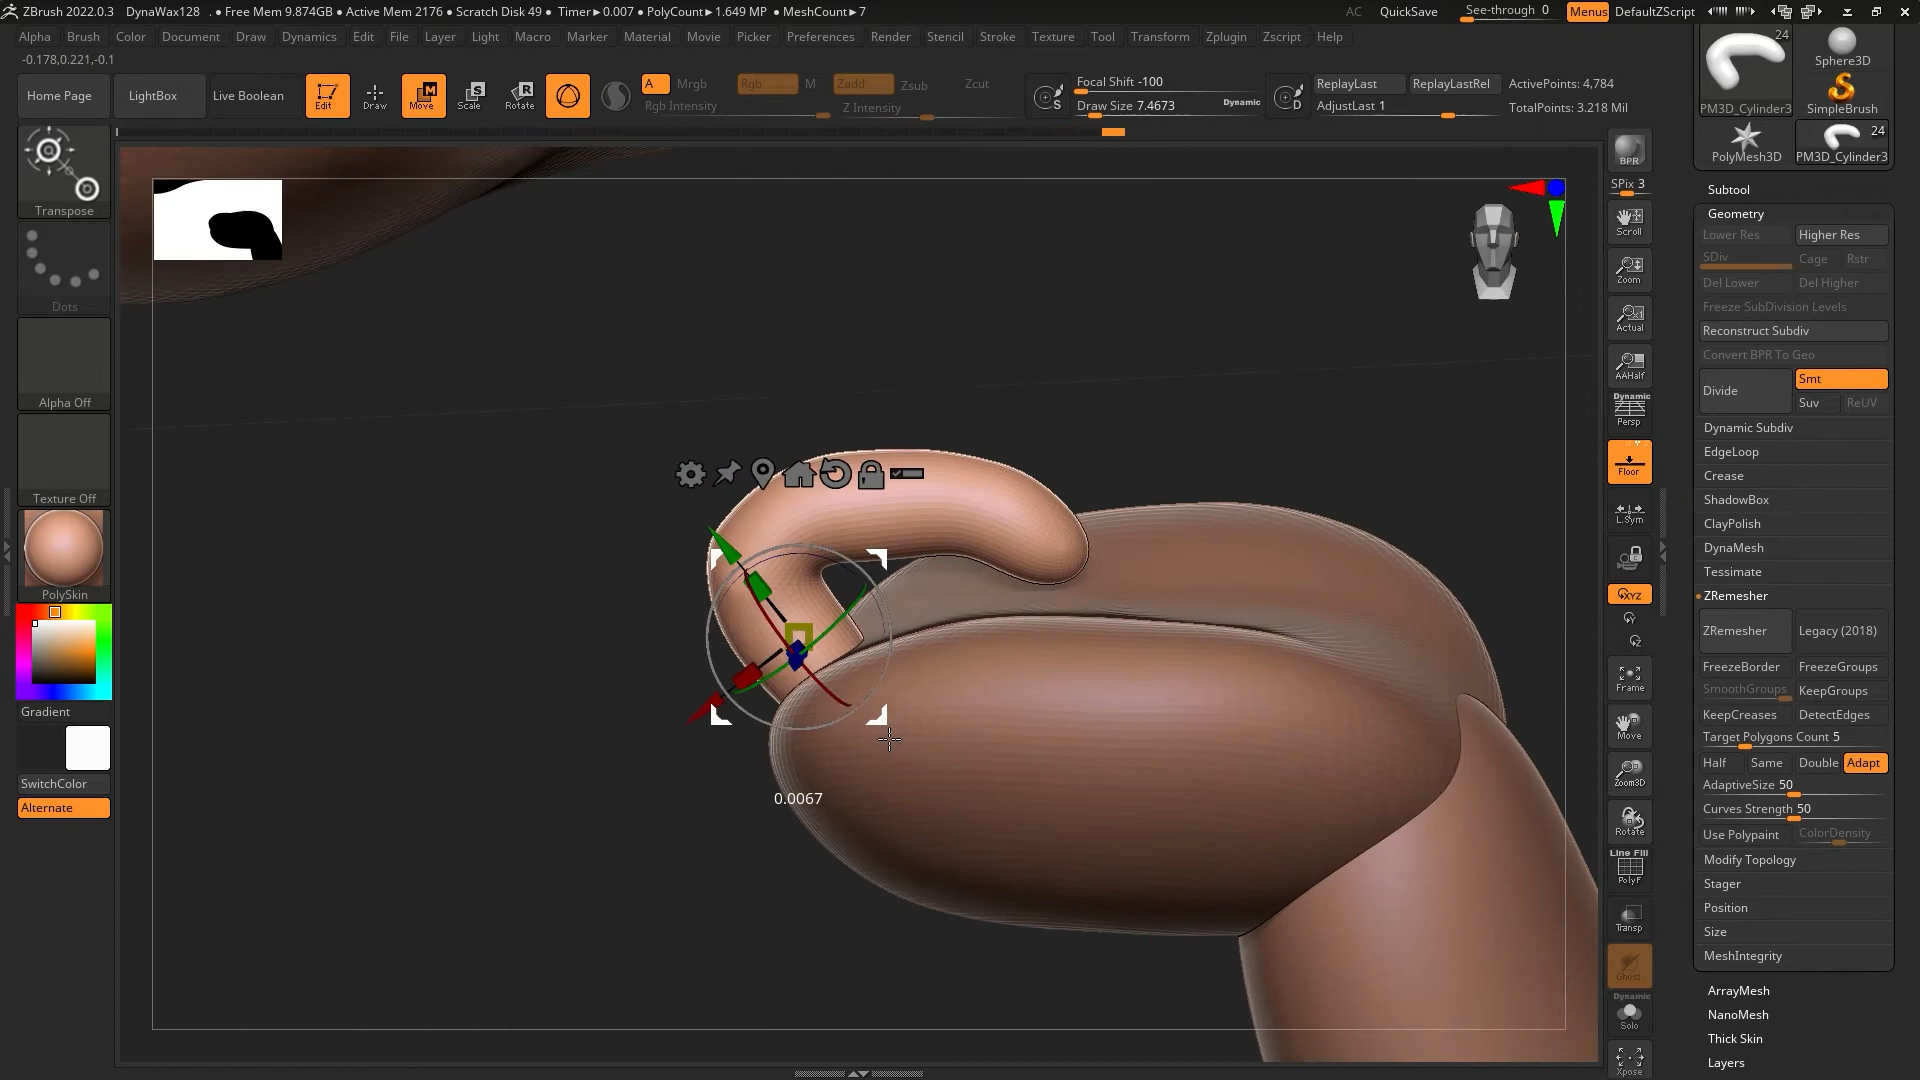 ZBrush 2022.0.3 DynaWax128 . • Free Mem 9.874GB • Active Mem 2176 • Scratch Disk 49 • Timer►0.007 • PolyCount►1.649 MP • MeshCount►7 AC QuickSave See-through 0 Menus DefaultZScript
Alpha Brush Color Document Draw Dynamics Edit File Layer Light Macro Marker Material Movie Picker Preferences Render Stencil Stroke Texture Tool Transform Zplugin Zscript Help
-0.178,0.221,-0.1
Home Page LightBox Live Boolean Edit Draw Move Scale Rotate
A Mrgb Rgb M Zadd Zsub Zcut
Rgb Intensity Z Intensity
S Focal Shift -100
Draw Size 7.4673 Dynamic
D ReplayLast ReplayLastRel ActivePoints: 4,784
AdjustLast 1 TotalPoints: 3.218 Mil
24
PM3D_Cylinder3
Sphere3D
SimpleBrush
PolyMesh3D
24
PM3D_Cylinder3
Transpose
Dots
Alpha Off
Texture Off
PolySkin
Gradient
SwitchColor
Alternate
0.0067
BPR
SPix 3
Scroll
Zoom
Actual
AAHalf
Dynamic
Persp
Floor
L.Sym
XYZ
Frame
Move
Zoom3D
Rotate
Line Fill
PolyF
Transp
Ghost
Dynamic
Solo
Xpose
Subtool
Geometry
Lower Res Higher Res
SDiv Cage Rstr
Del Lower Del Higher
Freeze SubDivision Levels
Reconstruct Subdiv
Convert BPR To Geo
Divide Smt
Suv ReUV
Dynamic Subdiv
EdgeLoop
Crease
ShadowBox
ClayPolish
DynaMesh
Tessimate
ZRemesher
ZRemesher Legacy (2018)
FreezeBorder FreezeGroups
SmoothGroups KeepGroups
KeepCreases DetectEdges
Target Polygons Count 5
Half Same Double Adapt
AdaptiveSize 50
Curves Strength 50
Use Polypaint ColorDensity
Modify Topology
Stager
Position
Size
MeshIntegrity
ArrayMesh
NanoMesh
Thick Skin
Layers